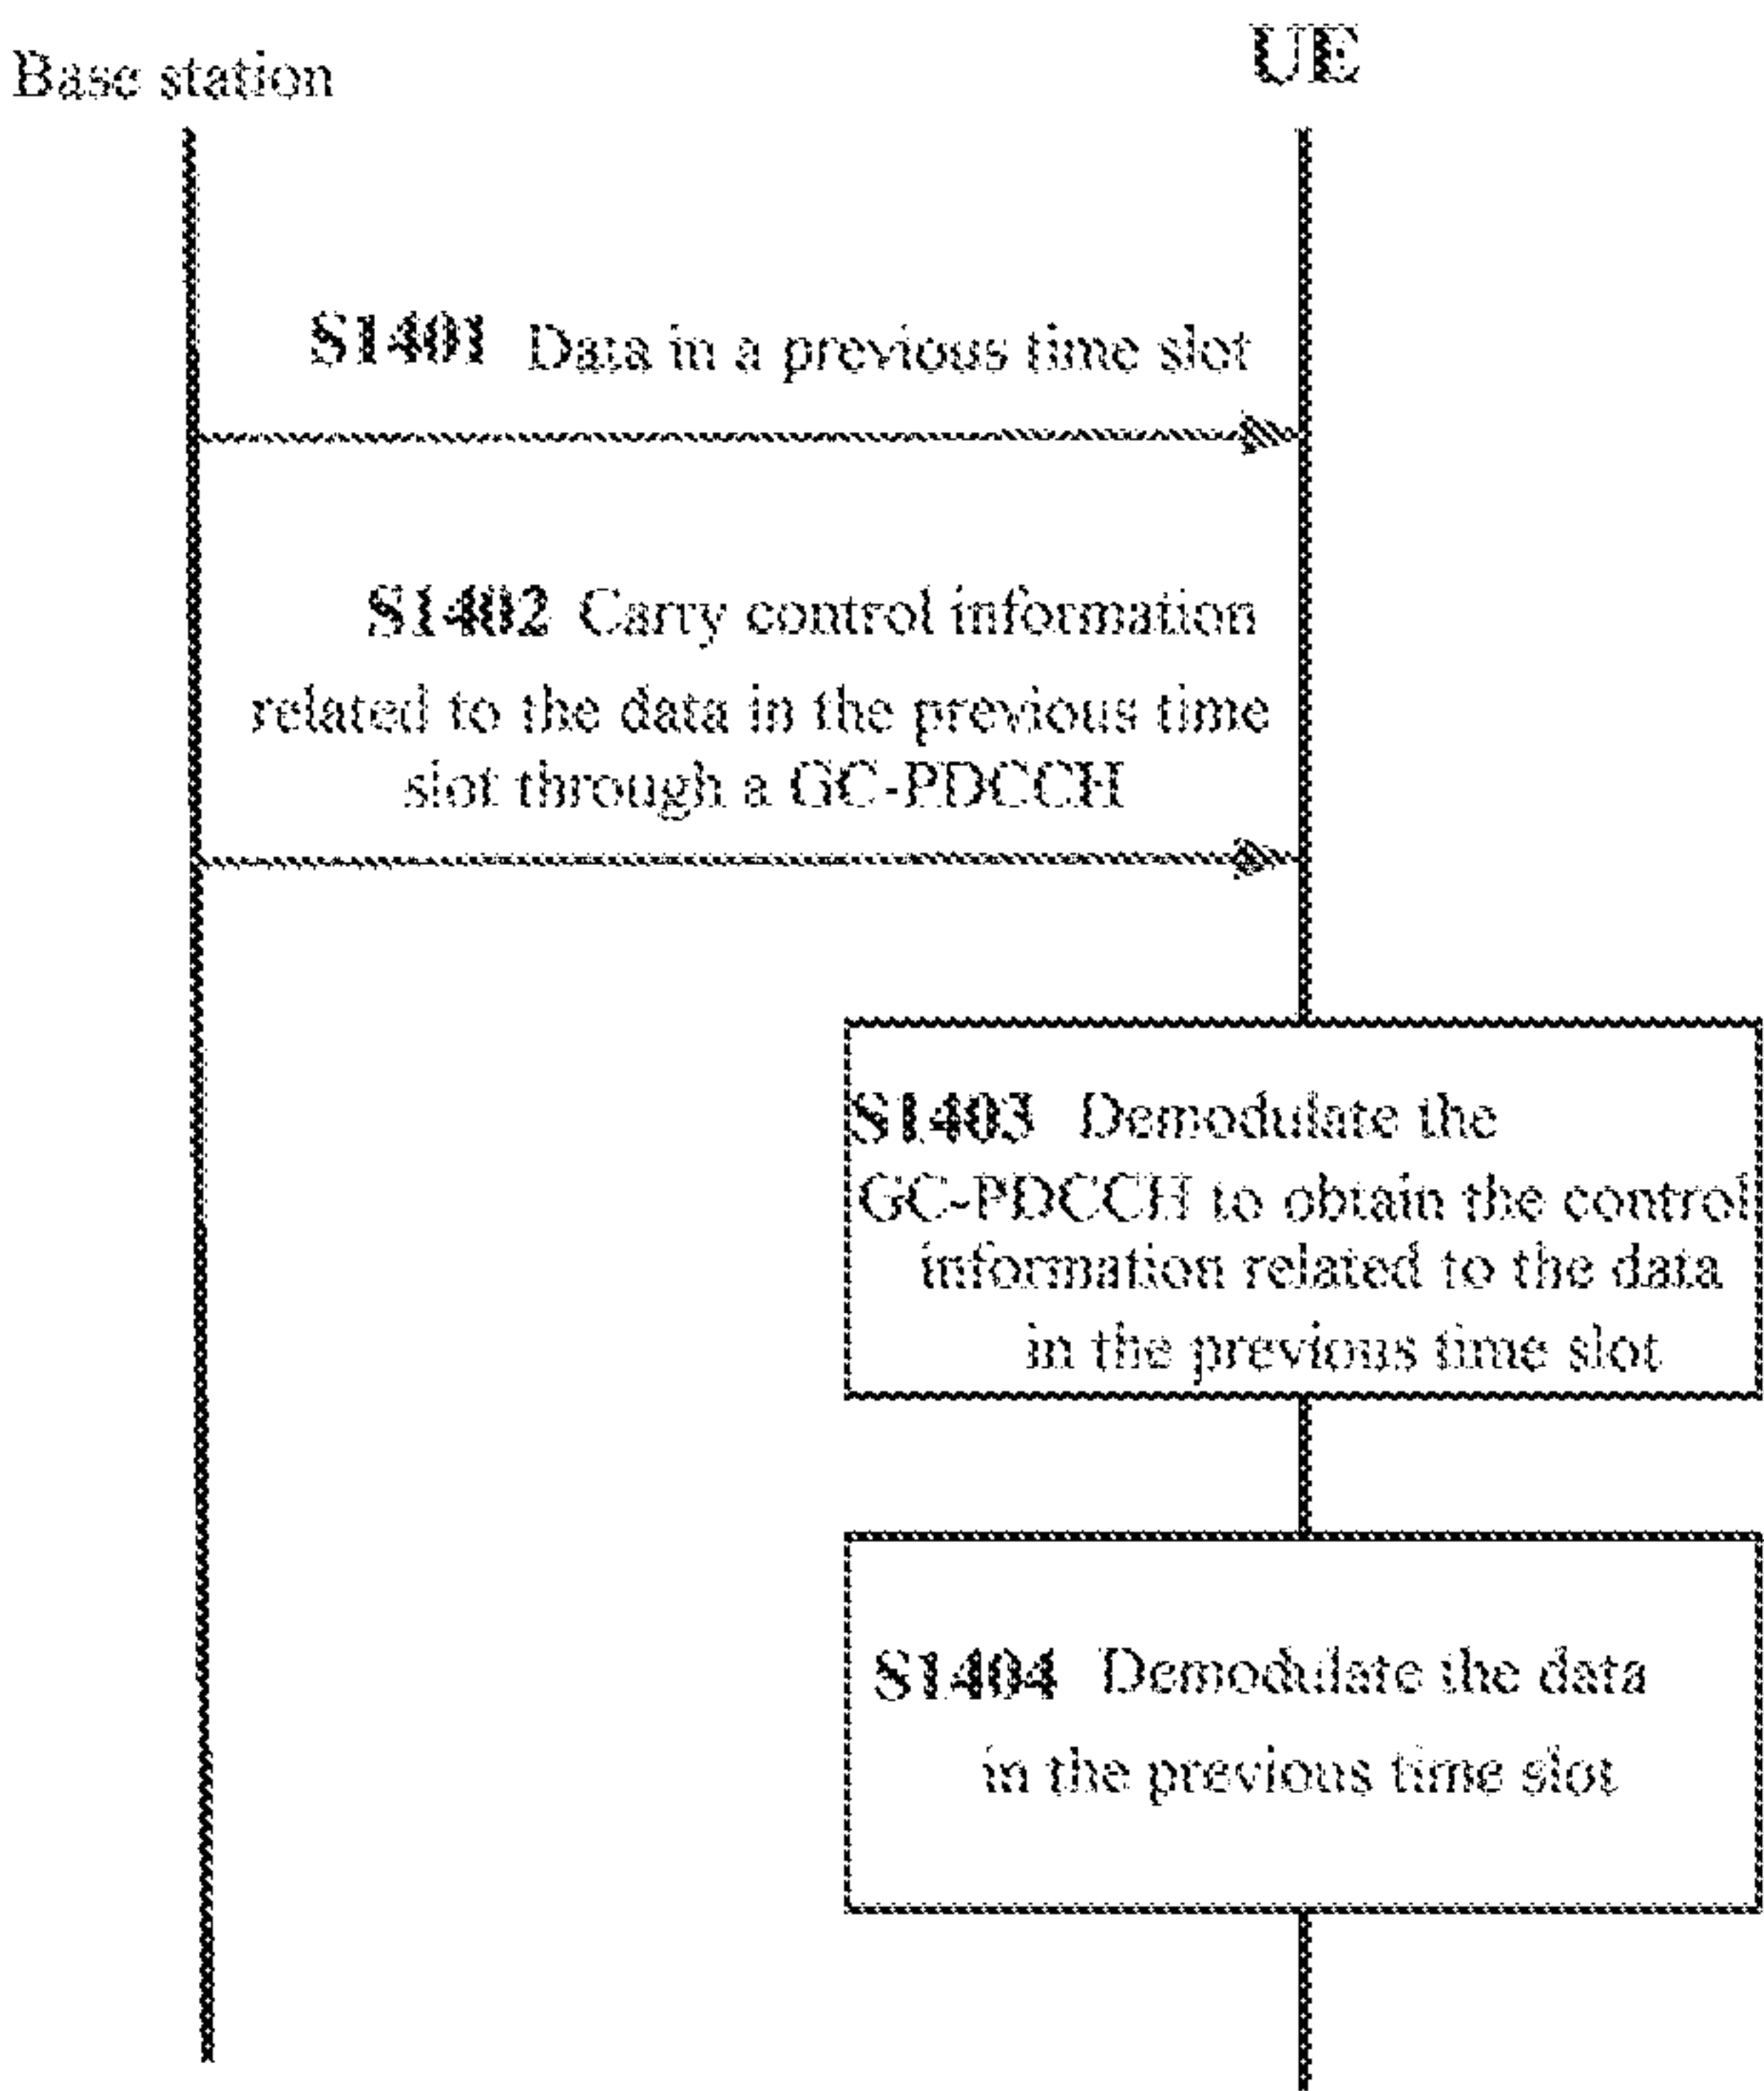 Base station
UE
S1401 Data in a previous time slot
S1402 Carry control information
related to the data in the previous time
slot through a GC-PDCCH
S1403 Demodulate the
GC-PDCCH to obtain the control
information related to the data
in the previous time slot
S1404 Demodulate the data
in the previous time slot